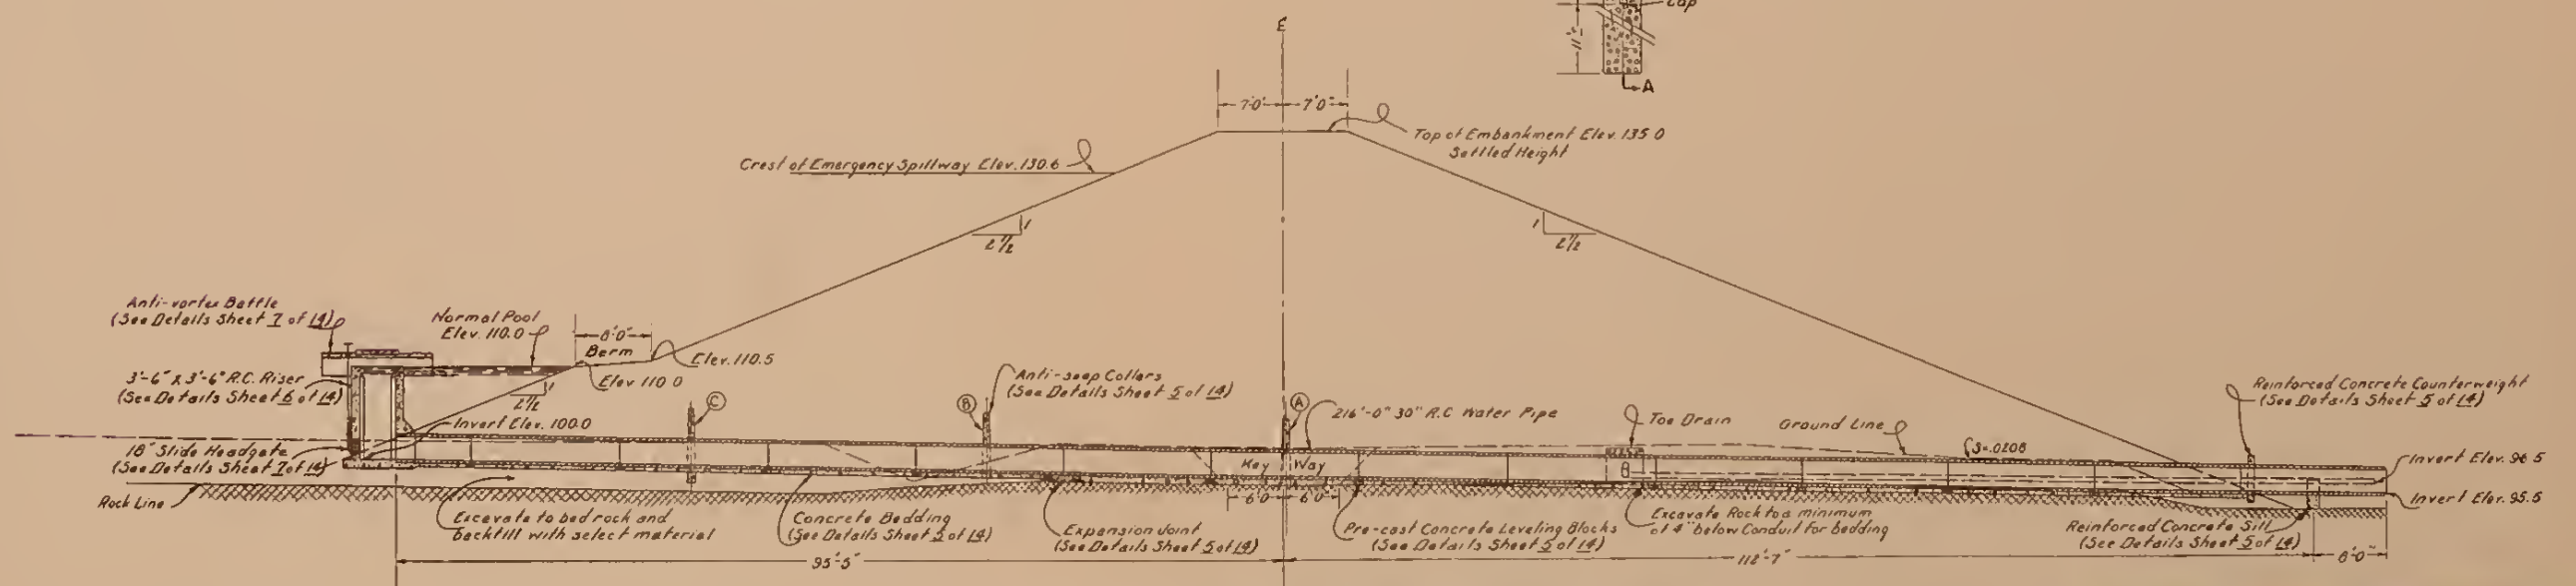 Cap
11'-
A
℄
7'0"
7'0"
Top of Embankment Elev. 135.0
Settled Height
Crest of Emergency Spillway Elev. 130.6
1
2 1/2
1
2 1/2
Anti-vortex Baffle
(See Details Sheet 7 of 14)
Normal Pool
Elev. 110.0
8'-0"
Berm
Elev. 110.5
Elev 110.0
1
2 1/2
3'-6" x 3'-6" R.C. Riser
(See Details Sheet 6 of 14)
Anti-seep Collars
(See Details Sheet 5 of 14)
C
B
A
216'-0" 30" R.C. Water Pipe
Toe Drain
Ground Line
S=.0208
Reinforced Concrete Counterweight
(See Details Sheet 5 of 14)
Invert Elev. 100.0
18" Slide Headgate
(See Details Sheet 7 of 14)
Key Way
6'0"
6'0"
Invert Elev. 96.5
Invert Elev. 95.5
Rock Line
Excavate to bed rock and
backfill with select material
Concrete Bedding
(See Details Sheet 5 of 14)
Expansion Joint
(See Details Sheet 5 of 14)
Pre-cast Concrete Leveling Blocks
(See Details Sheet 5 of 14)
Excavate Rock to a minimum
of 4" below Conduit for bedding
Reinforced Concrete Sill
(See Details Sheet 5 of 14)
95'-5"
112'-7"
8'-0"